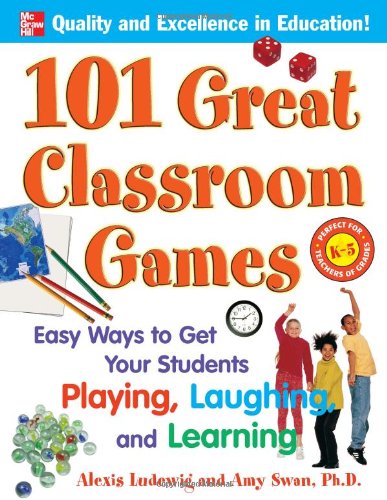 Mc
Graw
Hill
Quality and Excellence in Education!
101 Great
Classroom
Games
PERFECT FOR
K-5
TEACHERS OF GRADES
Easy Ways to Get
Your Students
Playing, Laughing,
and Learning
Alexis Ludewig and Amy Swan, Ph.D.